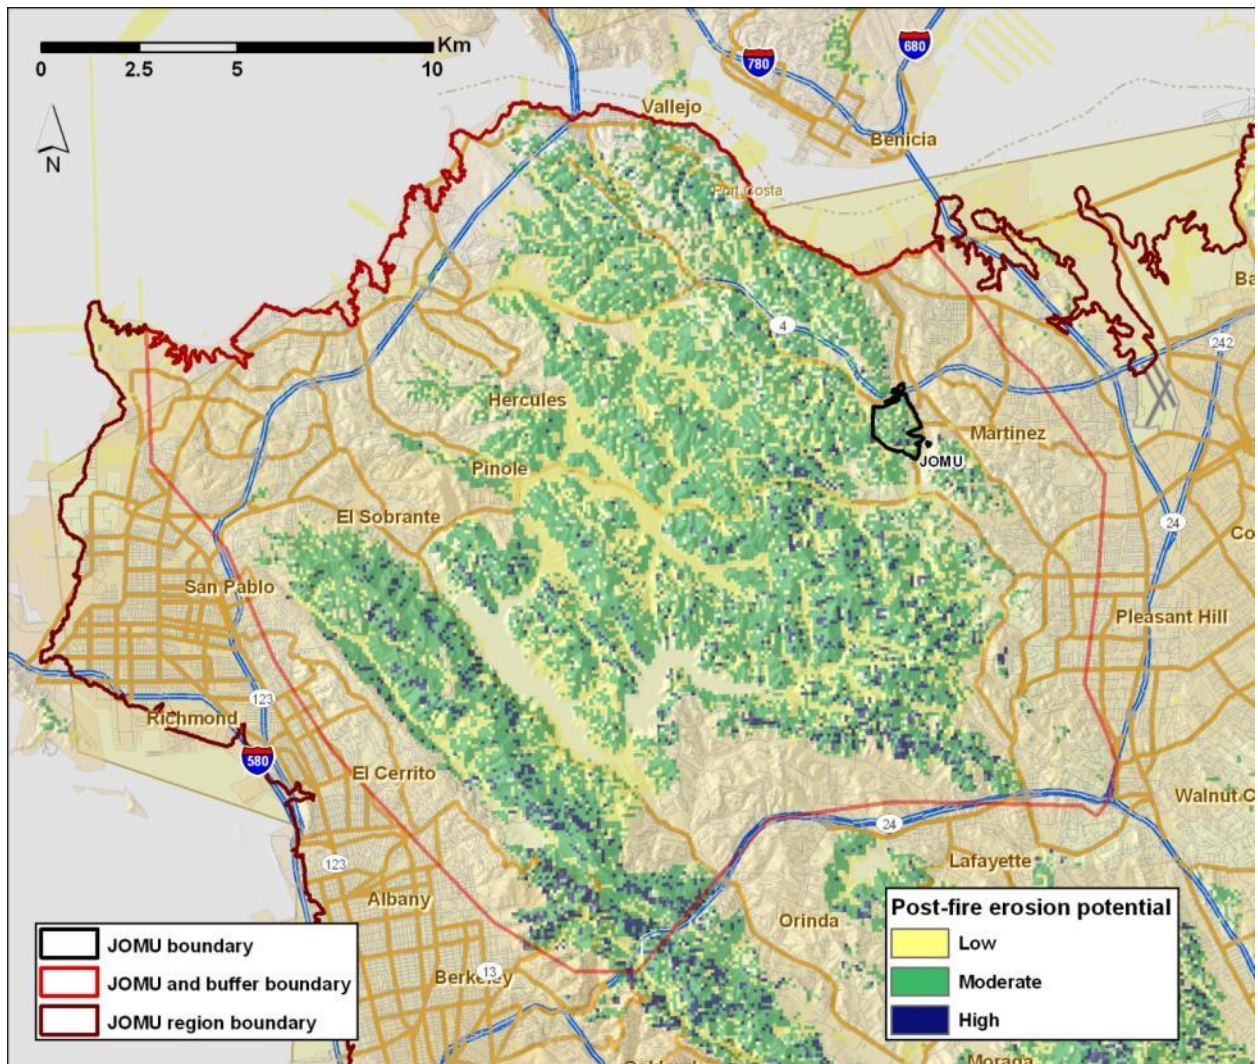 Km
0 2.5 5 10
N
780
680
Vallejo
Benicia
Port Costa
4
242
Ba
Hercules
Martinez
JOMU
Pinole
El Sobrante
24
Co
San Pablo
Pleasant Hill
123
Richmond
580
El Cerrito
Walnut C
24
123
Lafayette
Albany
Orinda
13
Berkeley
Moraga
JOMU boundary
JOMU and buffer boundary
JOMU region boundary
Post-fire erosion potential
Low
Moderate
High